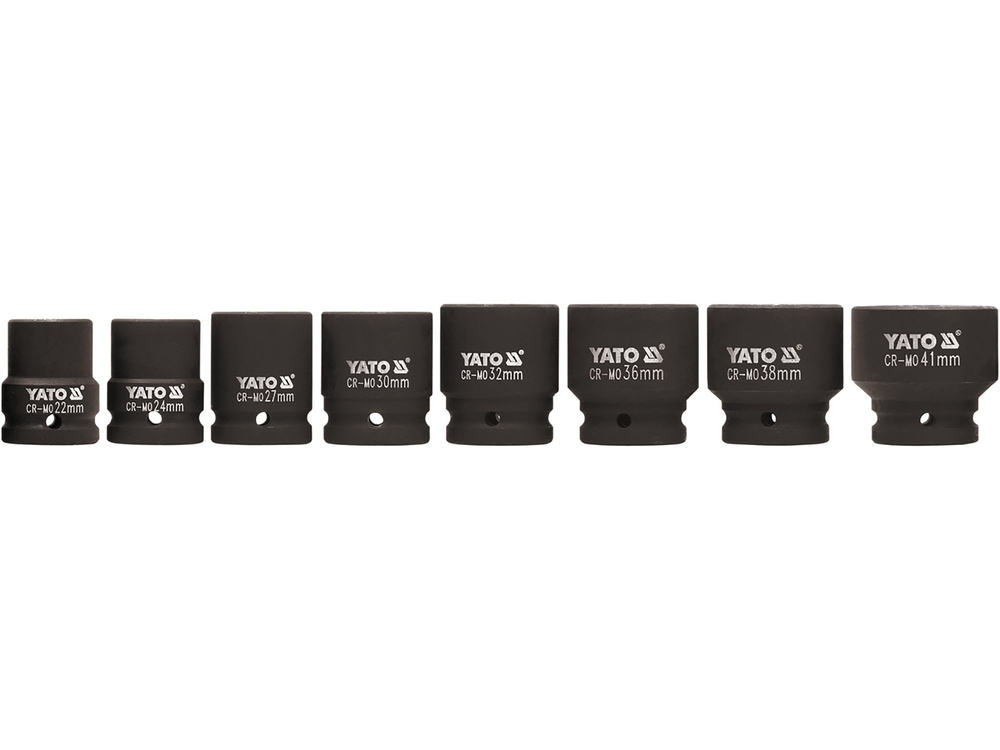 YATO ®
CR-MO 22mm
YATO ®
CR-MO 24mm
YATO ®
CR-MO 27mm
YATO ®
CR-MO 30mm
YATO ®
CR-MO 32mm
YATO ®
CR-MO 36mm
YATO ®
CR-MO 38mm
YATO ®
CR-MO 41mm